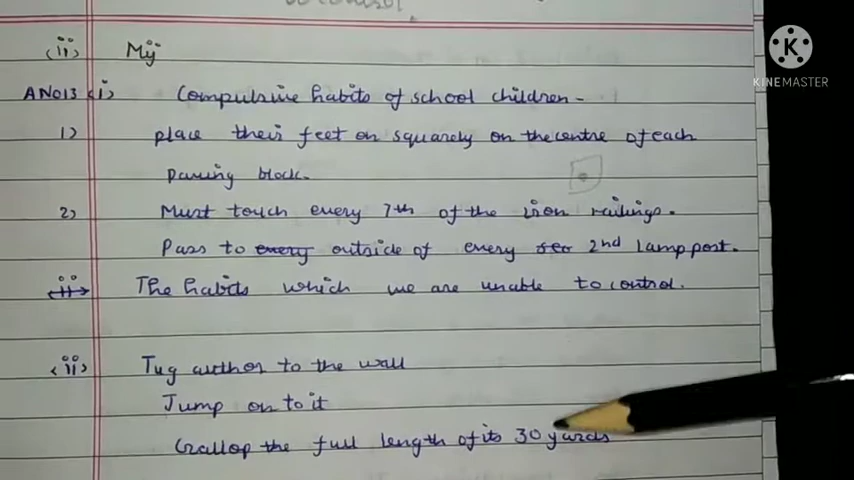 (ii) My
ANO13 (i) Compulsive habits of school children-
1) place their feet on squarely on the centre of each
paving block.
2) Must touch every 7th of the iron railings.
Pass to every outside of every 2nd lamp post.
(ii) The habits which we are unable to control.
(ii) Tug author to the wall
Jump on to it
Gallop the full length of its 30 yards
K
KINEMASTER